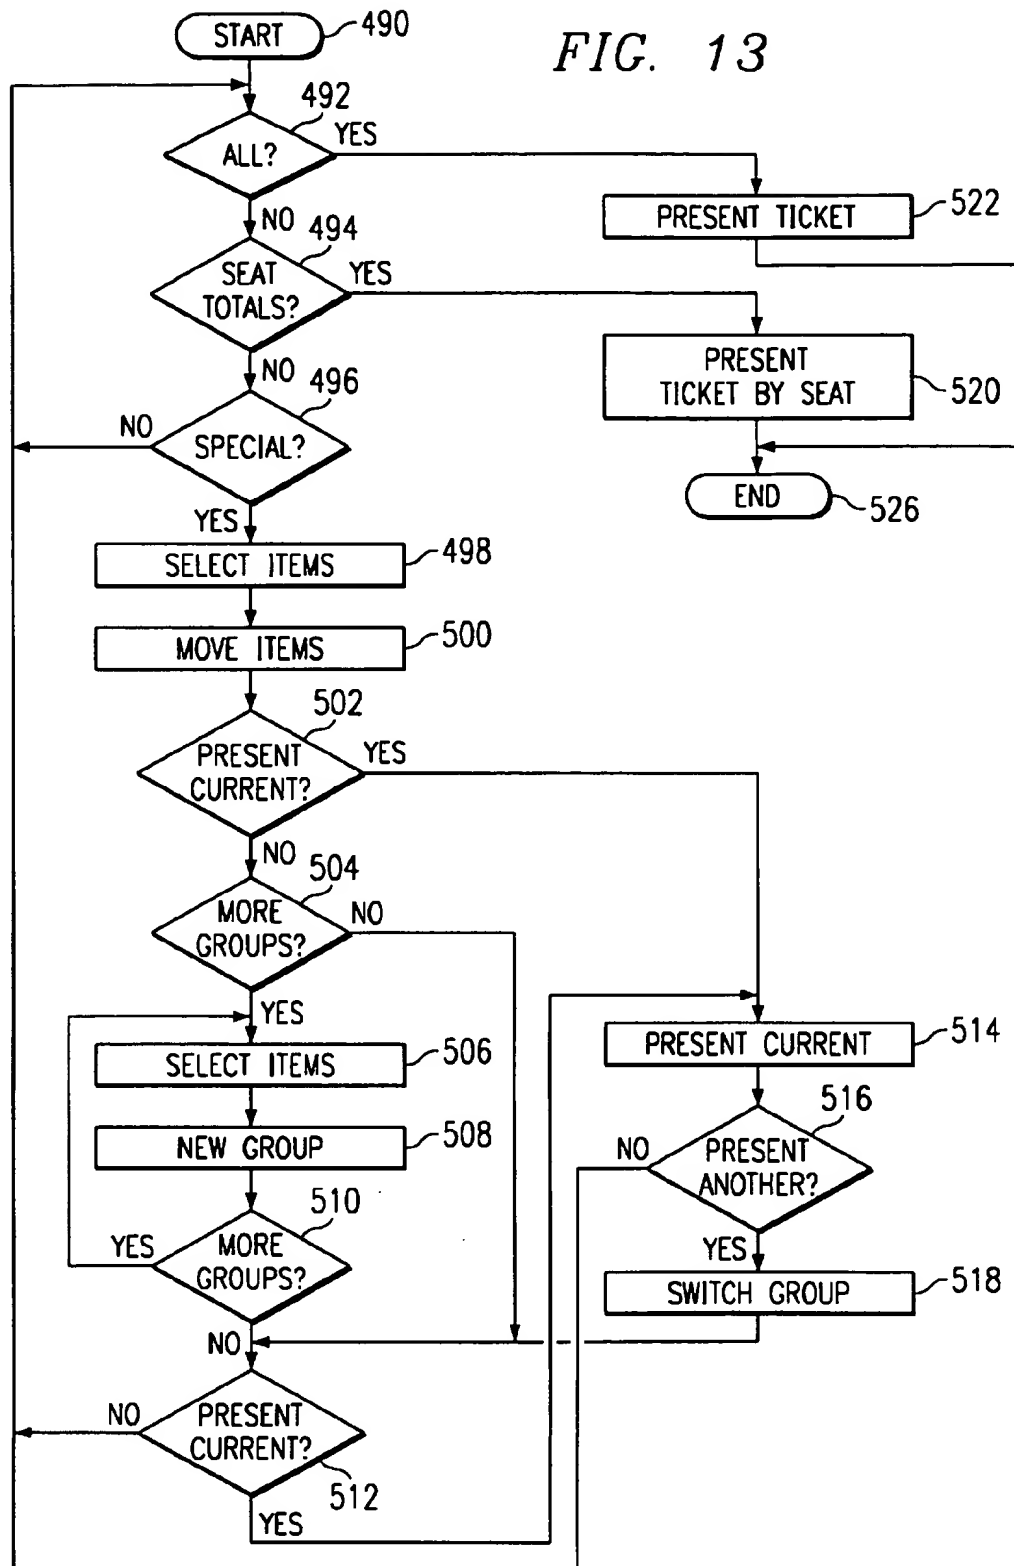 START
490
FIG. 13
492
ALL?
YES
NO
PRESENT TICKET
522
494
SEAT
TOTALS?
YES
NO
PRESENT
TICKET BY SEAT
520
496
SPECIAL?
NO
YES
END
526
SELECT ITEMS
498
MOVE ITEMS
500
502
PRESENT
CURRENT?
YES
NO
504
MORE
GROUPS?
NO
YES
SELECT ITEMS
506
NEW GROUP
508
510
MORE
GROUPS?
YES
NO
PRESENT CURRENT
514
516
PRESENT
ANOTHER?
NO
YES
SWITCH GROUP
518
PRESENT
CURRENT?
NO
512
YES